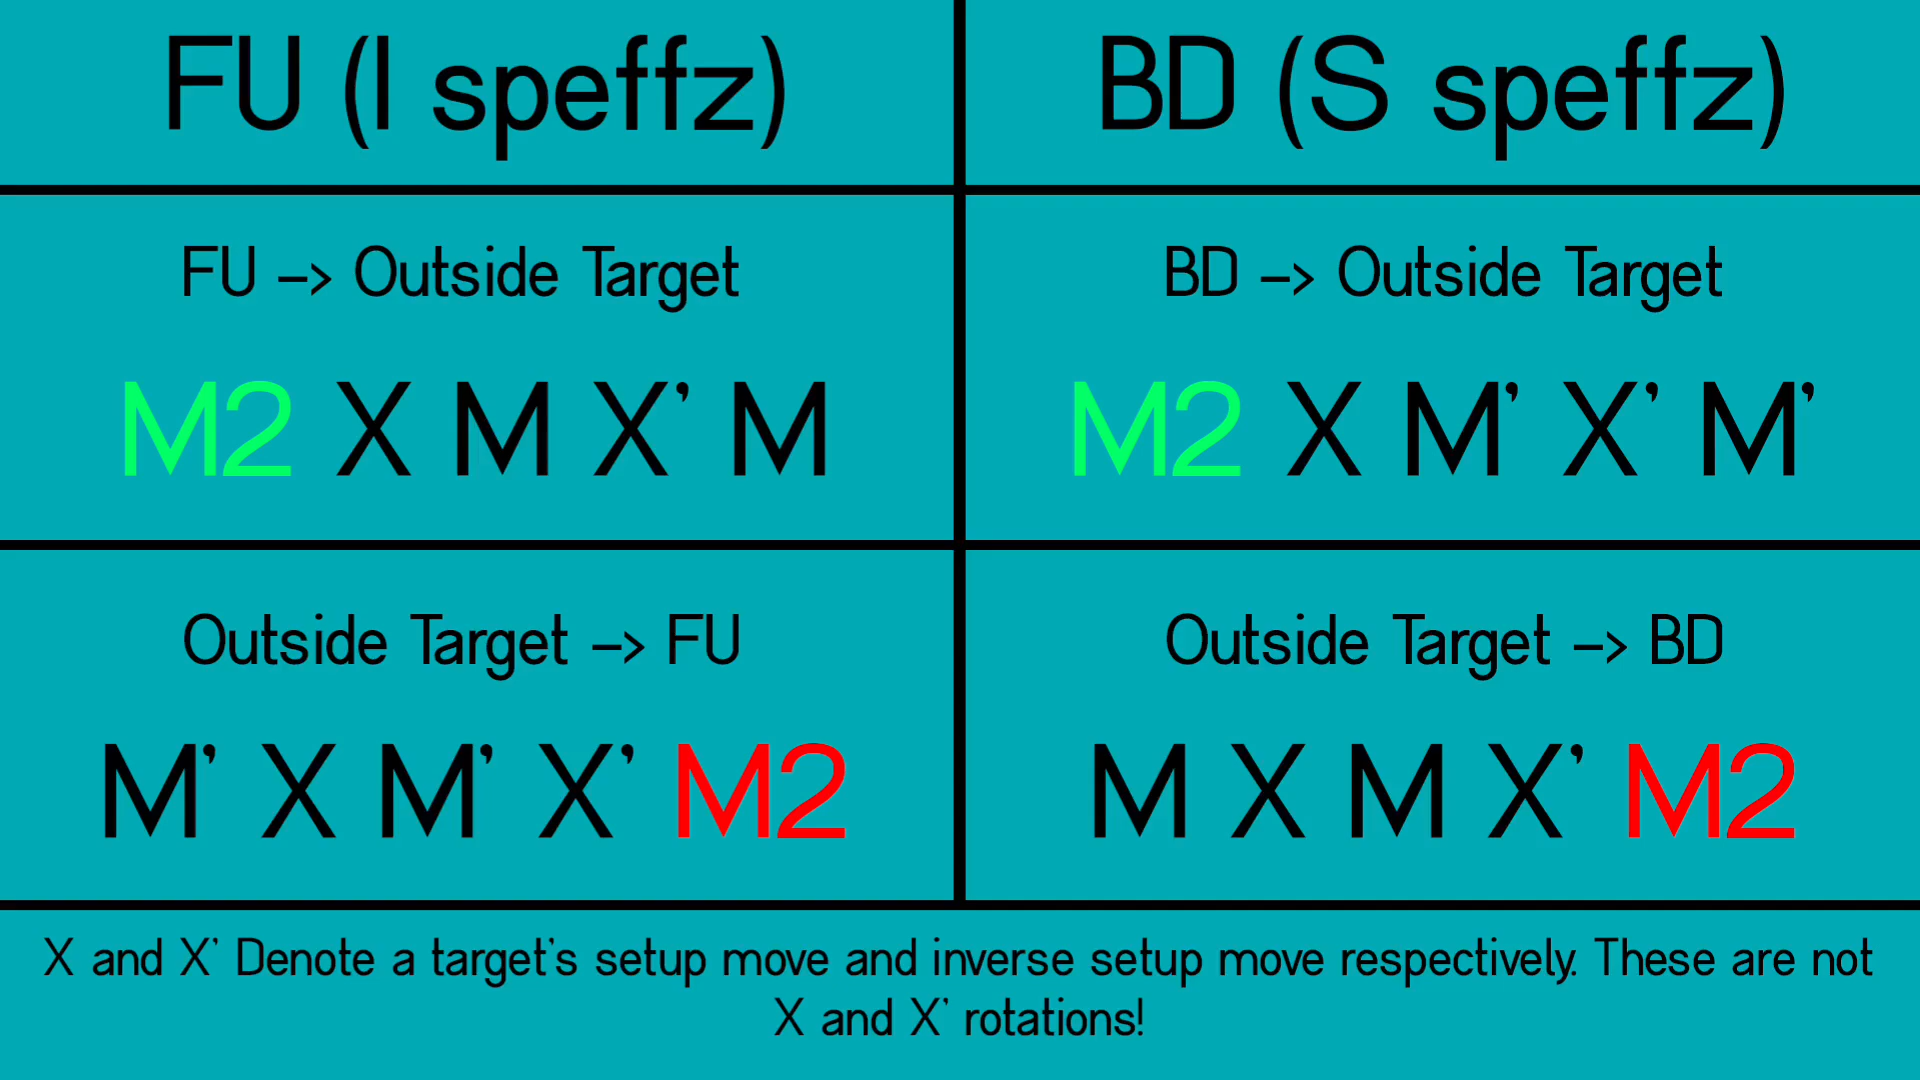 FU (I speffz)
BD (S speffz)
FU -> Outside Target
BD -> Outside Target
M2 X M X' M
M2 X M' X' M'
Outside Target -> FU
Outside Target -> BD
M' X M' X' M2
M X M X' M2
X and X' Denote a target's setup move and inverse setup move respectively. These are not
X and X' rotations!